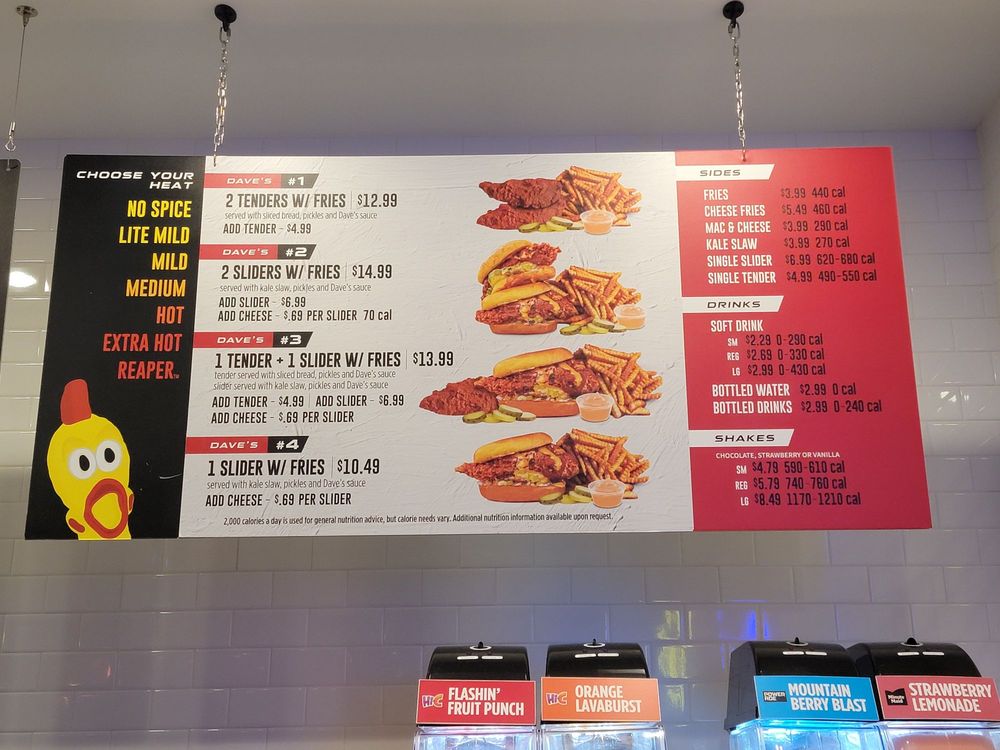 CHOOSE YOUR
HEAT
NO SPICE
LITE MILD
MILD
MEDIUM
HOT
EXTRA HOT
REAPER™
DAVE'S #1
2 TENDERS W/ FRIES | $12.99
served with sliced bread, pickles and Dave's sauce
ADD TENDER - $4.99
DAVE'S #2
2 SLIDERS W/ FRIES | $14.99
served with kale slaw, pickles and Dave's sauce
ADD SLIDER - $6.99
ADD CHEESE - $.69 PER SLIDER 70 cal
DAVE'S #3
1 TENDER + 1 SLIDER W/ FRIES | $13.99
tender served with sliced bread, pickles and Dave's sauce
slider served with kale slaw, pickles and Dave's sauce
ADD TENDER - $4.99 | ADD SLIDER - $6.99
ADD CHEESE - $.69 PER SLIDER
DAVE'S #4
1 SLIDER W/ FRIES | $10.49
served with kale slaw, pickles and Dave's sauce
ADD CHEESE - $.69 PER SLIDER
2,000 calories a day is used for general nutrition advice, but calorie needs vary. Additional nutrition information available upon request.
SIDES
FRIES $3.99 440 cal
CHEESE FRIES $5.49 460 cal
MAC & CHEESE $3.99 290 cal
KALE SLAW $3.99 270 cal
SINGLE SLIDER $6.99 620-680 cal
SINGLE TENDER $4.99 490-550 cal
DRINKS
SOFT DRINK
SM $2.29 0-290 cal
REG $2.69 0-330 cal
LG $2.99 0-430 cal
BOTTLED WATER $2.99 0 cal
BOTTLED DRINKS $2.99 0-240 cal
SHAKES
CHOCOLATE, STRAWBERRY OR VANILLA
SM $4.79 590-610 cal
REG $5.79 740-760 cal
LG $8.49 1170-1210 cal
Hi-C FLASHIN'
FRUIT PUNCH
Hi-C ORANGE
LAVABURST
POWERADE MOUNTAIN
BERRY BLAST
Minute Maid STRAWBERRY
LEMONADE